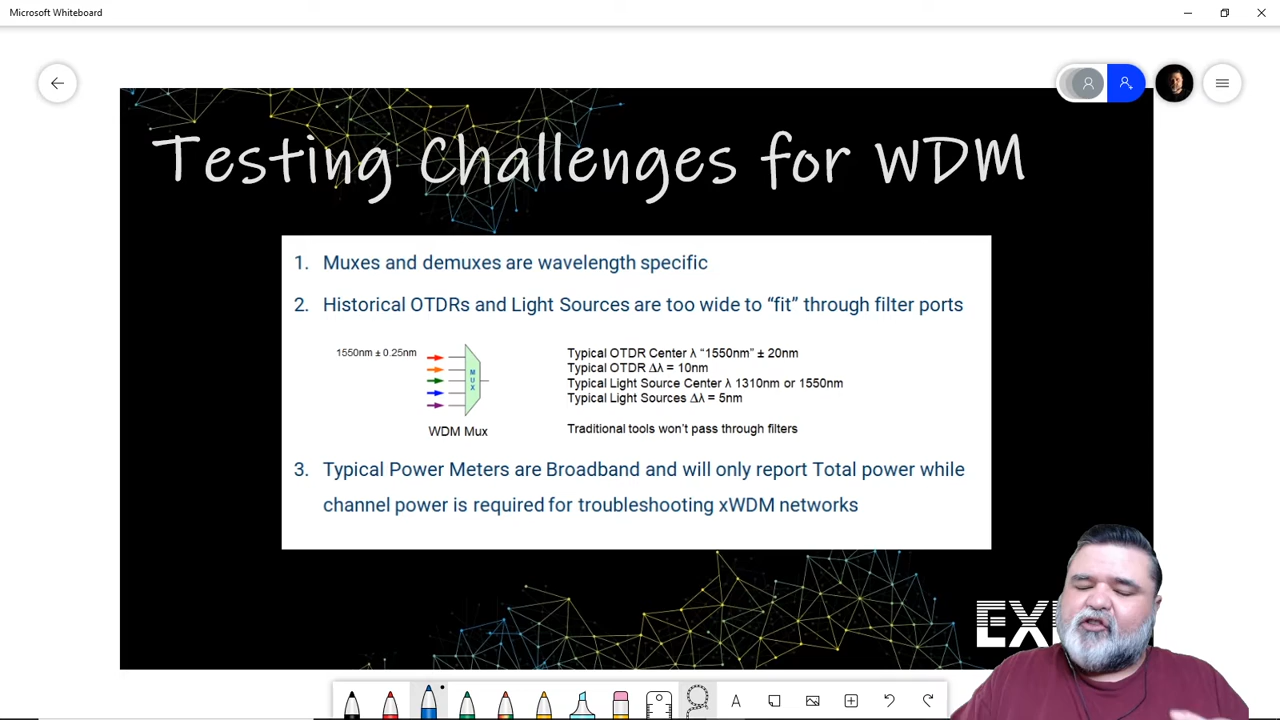 Microsoft Whiteboard
Testing Challenges for WDM
1. Muxes and demuxes are wavelength specific
2. Historical OTDRs and Light Sources are too wide to “fit” through filter ports
1550nm ± 0.25nm
MUX
WDM Mux
Typical OTDR Center λ “1550nm” ± 20nm
Typical OTDR Δλ = 10nm
Typical Light Source Center λ 1310nm or 1550nm
Typical Light Sources Δλ = 5nm
Traditional tools won’t pass through filters
3. Typical Power Meters are Broadband and will only report Total power while
channel power is required for troubleshooting xWDM networks
A